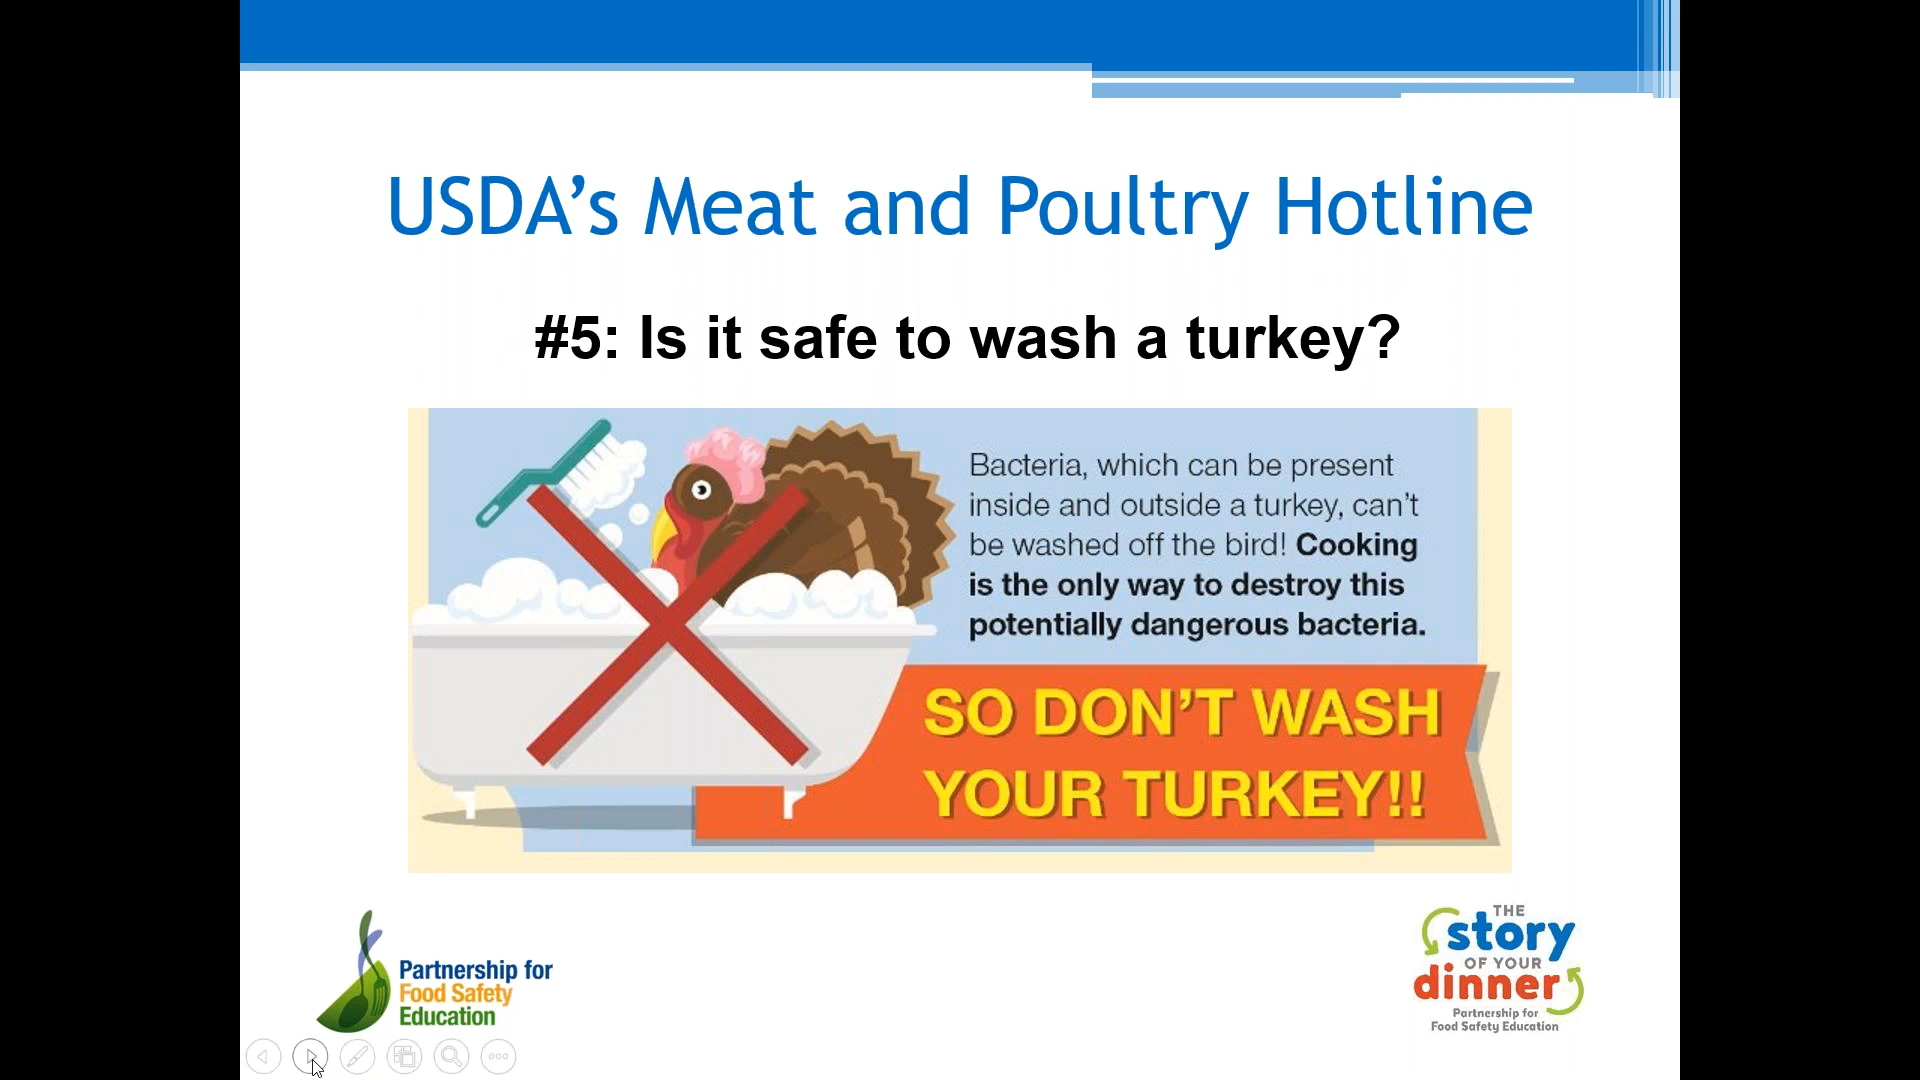 USDA’s Meat and Poultry Hotline
#5: Is it safe to wash a turkey?
Bacteria, which can be present
inside and outside a turkey, can’t
be washed off the bird! Cooking
is the only way to destroy this
potentially dangerous bacteria.
SO DON’T WASH
YOUR TURKEY!!
Partnership for
Food Safety
Education
THE
story
OF YOUR
dinner
Partnership for
Food Safety Education